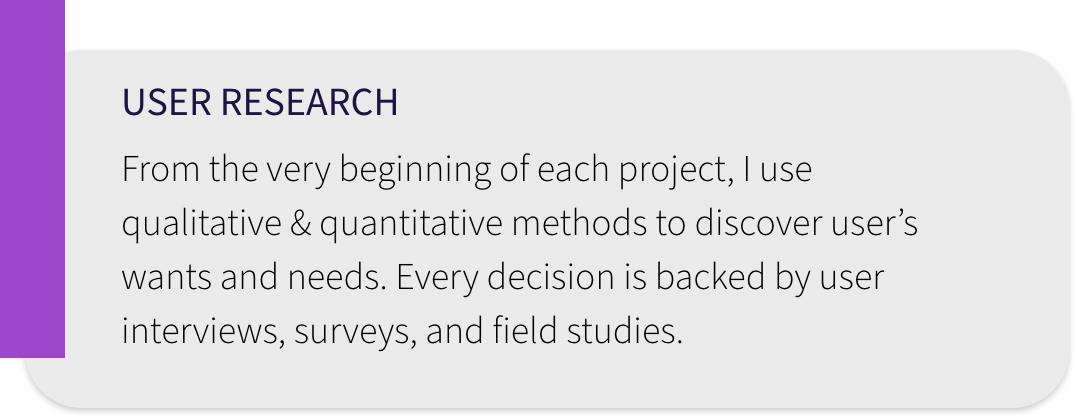 USER RESEARCH
From the very beginning of each project, I use
qualitative & quantitative methods to discover user’s
wants and needs. Every decision is backed by user
interviews, surveys, and field studies.